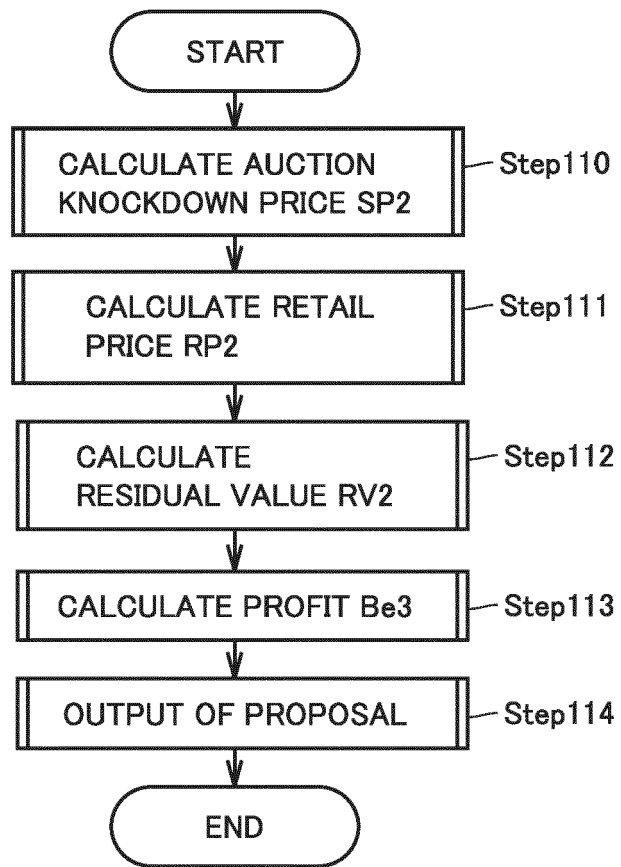 START
CALCULATE AUCTION
KNOCKDOWN PRICE SP2
Step110
CALCULATE RETAIL
PRICE RP2
Step111
CALCULATE
RESIDUAL VALUE RV2
Step112
CALCULATE PROFIT Be3
Step113
OUTPUT OF PROPOSAL
Step114
END